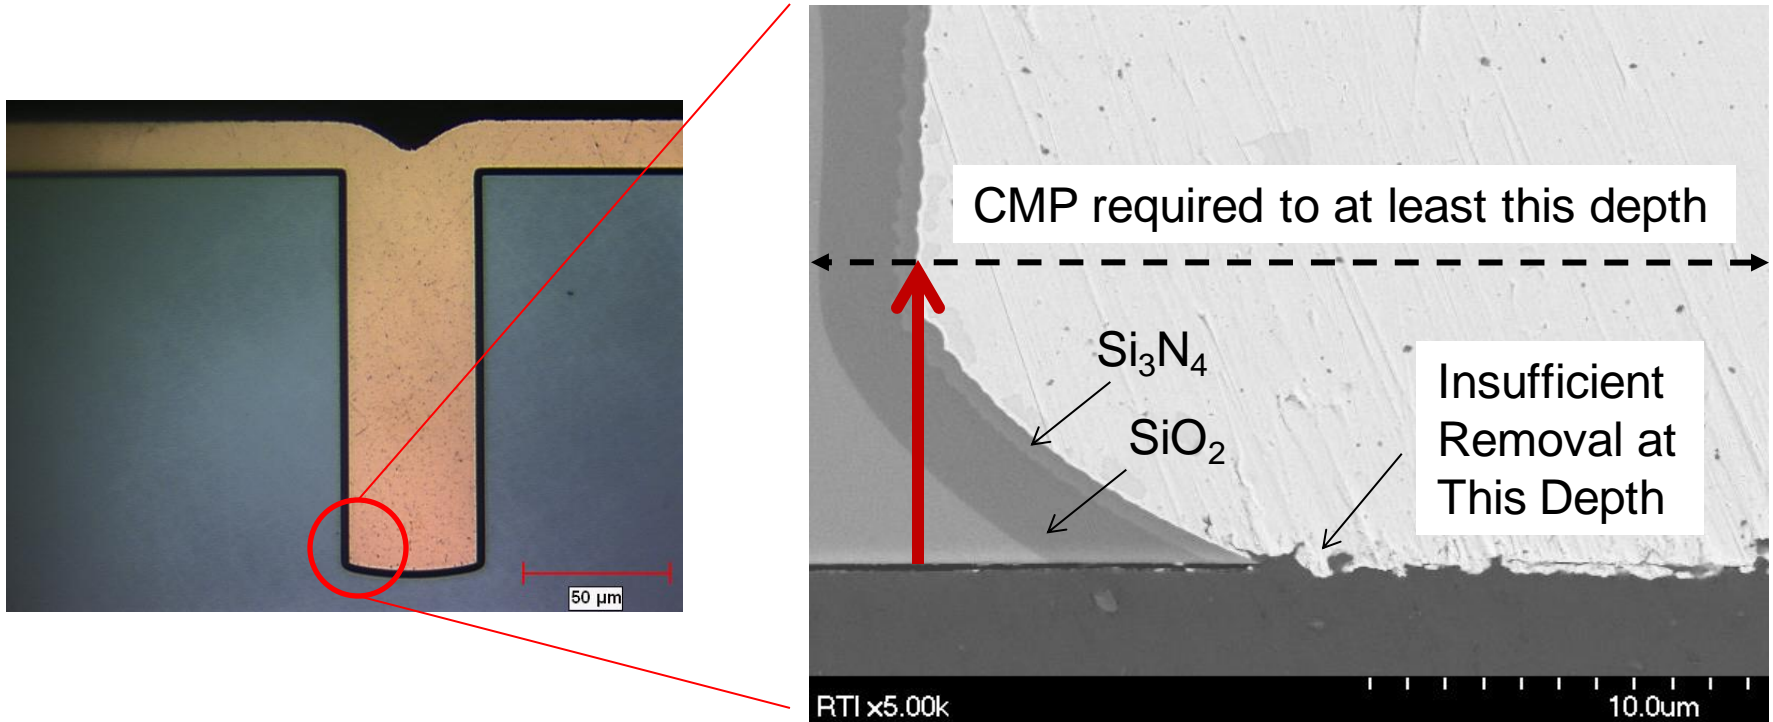 CMP required to at least this depth
Si₃N₄
SiO₂
Insufficient
Removal at
This Depth
50 µm
RTI x5.00k
10.0um